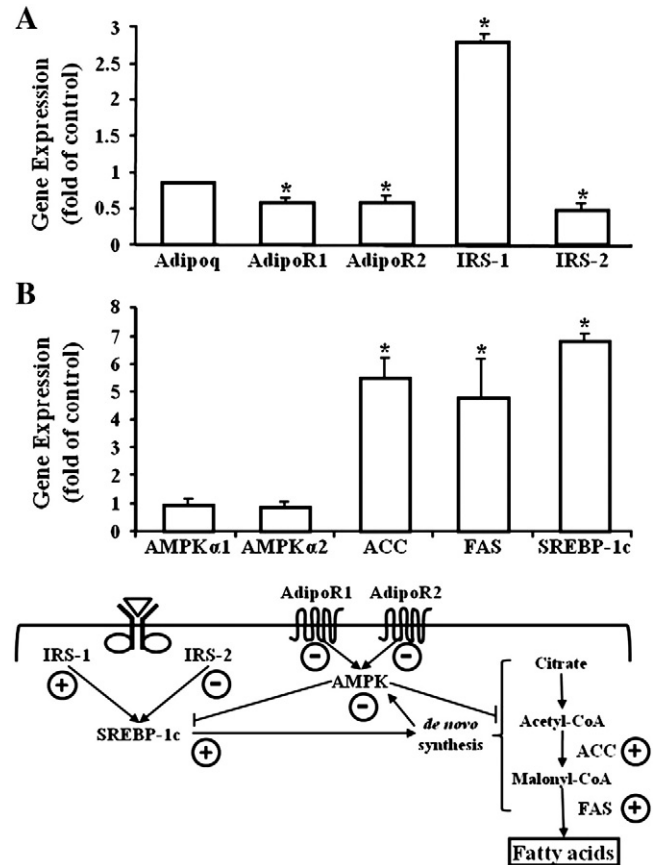 A
Gene Expression
(fold of control)
3
2.5
2
1.5
1
0.5
0
*
*
*
*
Adipoq AdipoR1 AdipoR2 IRS-1 IRS-2
B
Gene Expression
(fold of control)
8
7
6
5
4
3
2
1
0
*
*
*
AMPKα1 AMPKα2 ACC FAS SREBP-1c
AdipoR1 AdipoR2
IRS-1 IRS-2
+ - - -
AMPK
-
SREBP-1c
+
de novo
synthesis
Citrate
Acetyl-CoA
ACC +
Malonyl-CoA
FAS +
Fatty acids